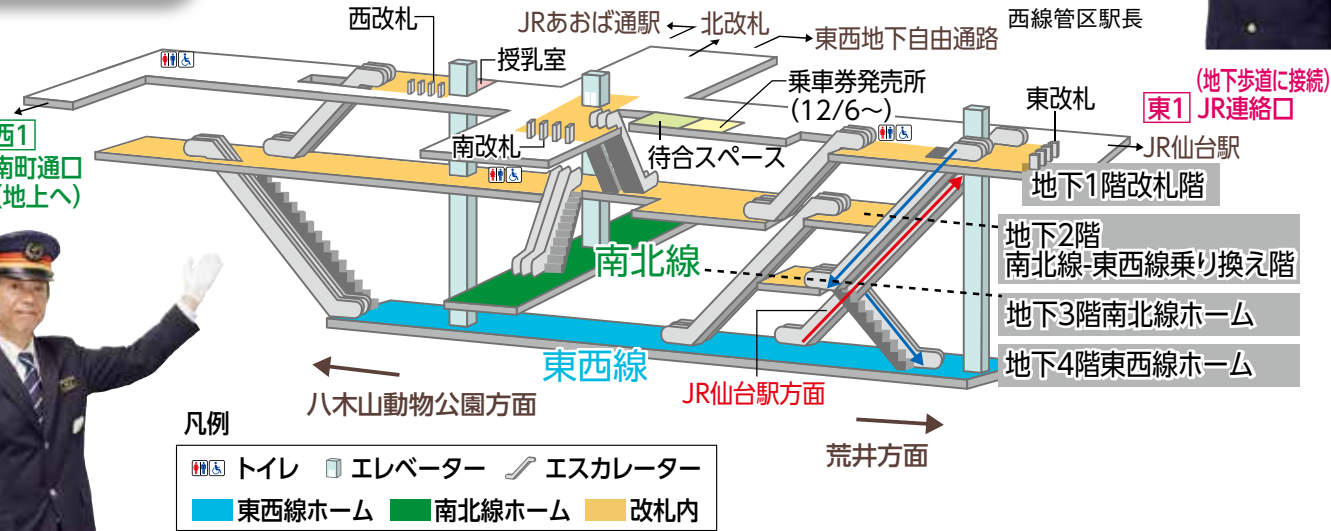 西改札
JRあおば通駅
北改札
東西地下自由通路
西線管区駅長
授乳室
乗車券発売所
(12/6〜)
(地下歩道に接続)
東1 JR連絡口
東改札
JR仙台駅
西1
南町通口
(地上へ)
南改札
待合スペース
地下1階改札階
地下2階
南北線-東西線乗り換え階
南北線
地下3階南北線ホーム
地下4階東西線ホーム
東西線
JR仙台駅方面
八木山動物公園方面
荒井方面
凡例
トイレ エレベーター エスカレーター
東西線ホーム 南北線ホーム 改札内